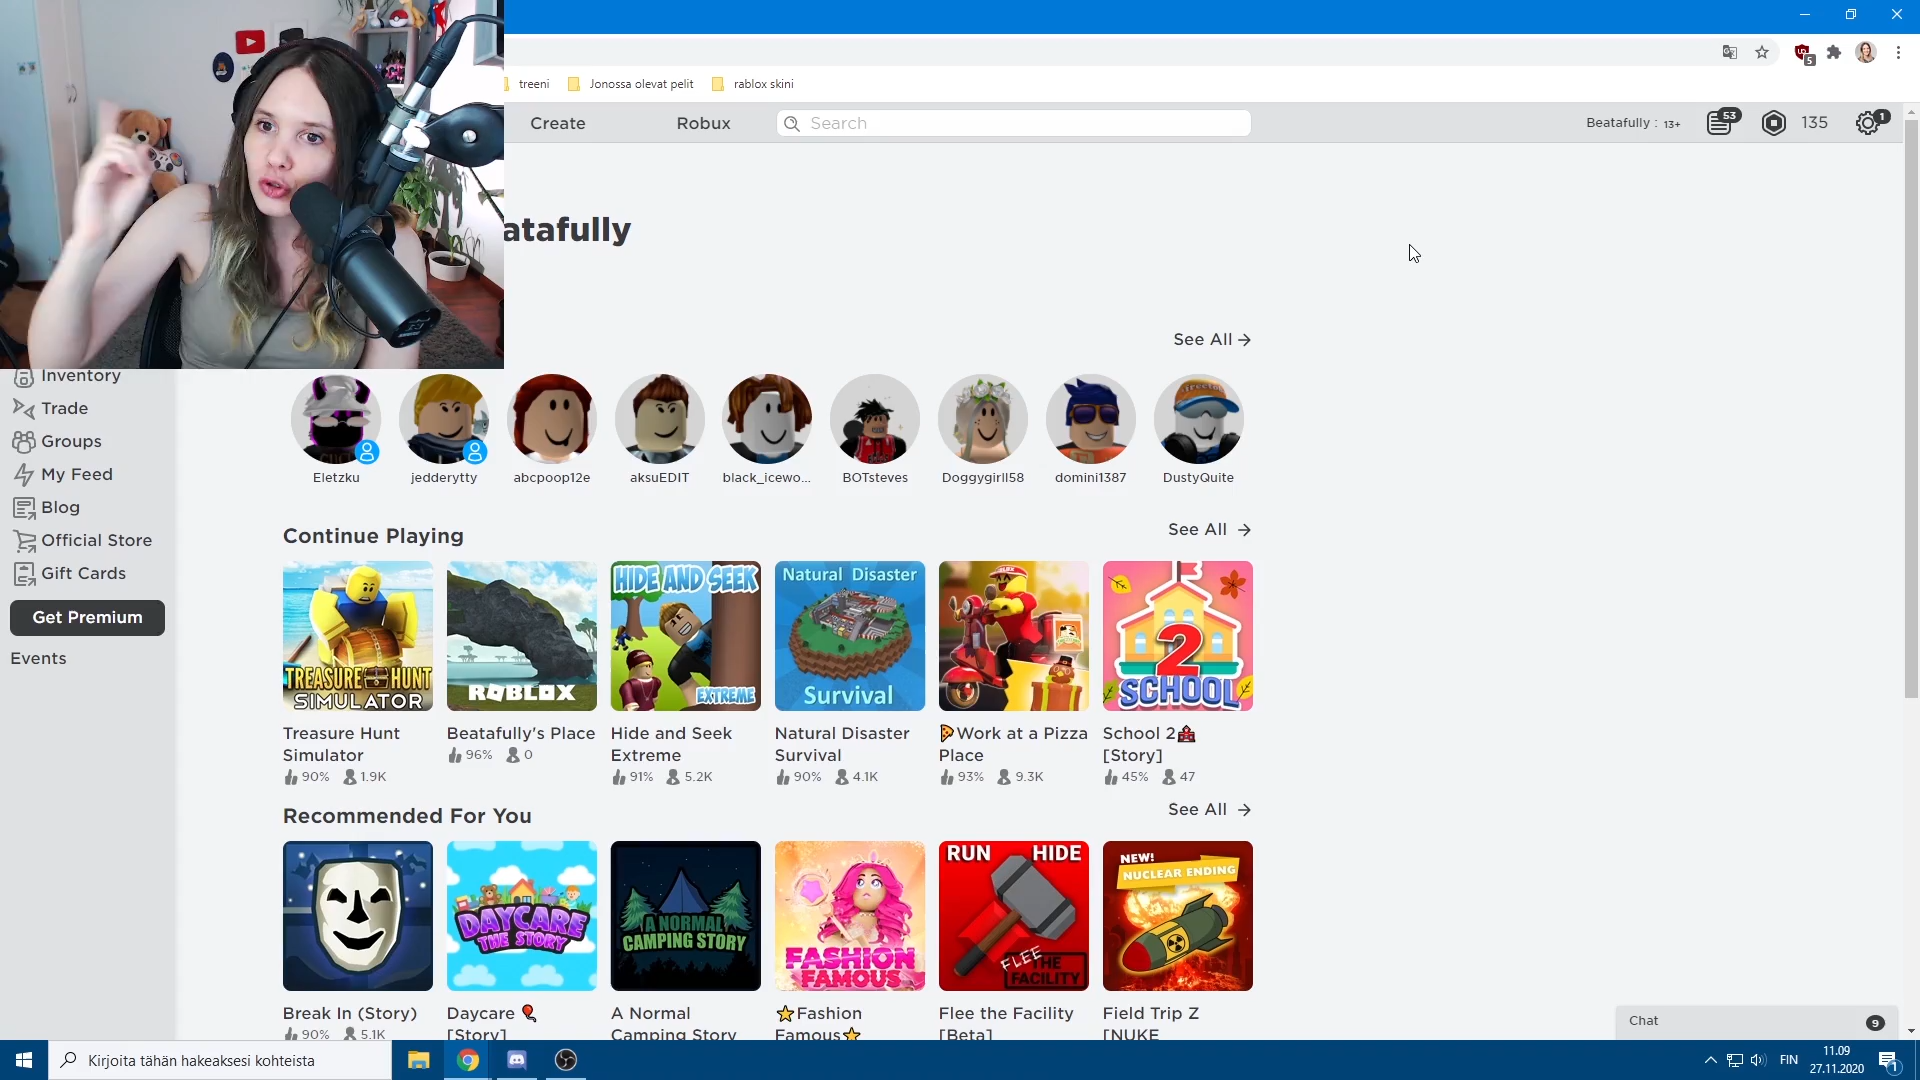 5
treeni
Jonossa olevat pelit
rablox skini
Create
Robux
Search
Beatafully : 13+
53
135
1
atafully
See All
Inventory
Trade
Groups
My Feed
Blog
Official Store
Gift Cards
Get Premium
Events
Eletzku
jedderytty
abcpoop12e
aksuEDIT
black_icewo...
BOTsteves
Doggygirll58
domini1387
DustyQuite
Continue Playing
See All
TREASURE HUNT
SIMULATOR
ROBLOX
HIDE AND SEEK
EXTREME
Natural Disaster
Survival
2
SCHOOL
Treasure Hunt
Simulator
90% 1.9K
Beatafully's Place
96% 0
Hide and Seek
Extreme
91% 5.2K
Natural Disaster
Survival
90% 4.1K
Work at a Pizza
Place
93% 9.3K
School 2
[Story]
45% 47
Recommended For You
See All
DAYCARE
THE STORY
A NORMAL
CAMPING STORY
FASHION
FAMOUS
RUN HIDE
FLEE THE
FACILITY
NEW!
NUCLEAR ENDING
Break In (Story)
90% 5.1K
Daycare
[Story]
A Normal
Camping Story
Fashion
Famous
Flee the Facility
[Beta]
Field Trip Z
[NUKE
Chat
9
Kirjoita tähän hakeaksesi kohteista
FIN
11.09
27.11.2020
1